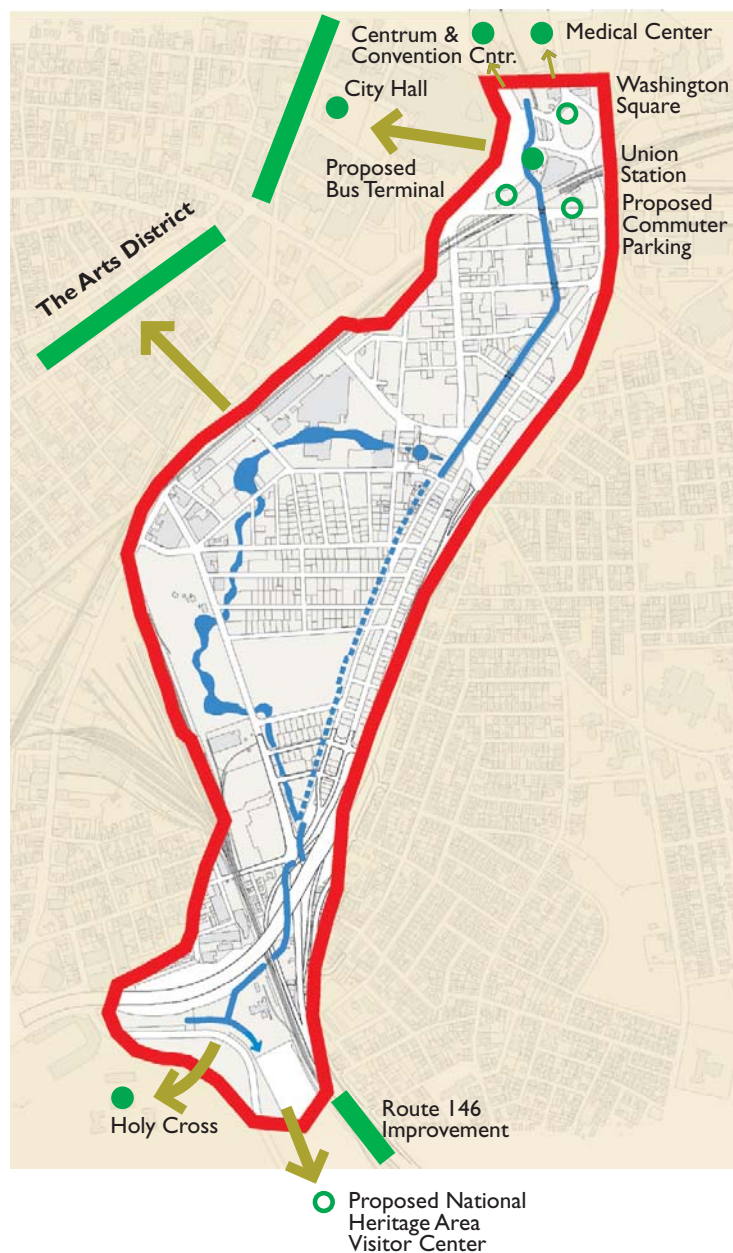 Centrum &
Convention Cntr.
Medical Center
City Hall
Washington
Square
Proposed
Bus Terminal
Union
Station
Proposed
Commuter
Parking
The Arts District
Holy Cross
Route 146
Improvement
Proposed National
Heritage Area
Visitor Center